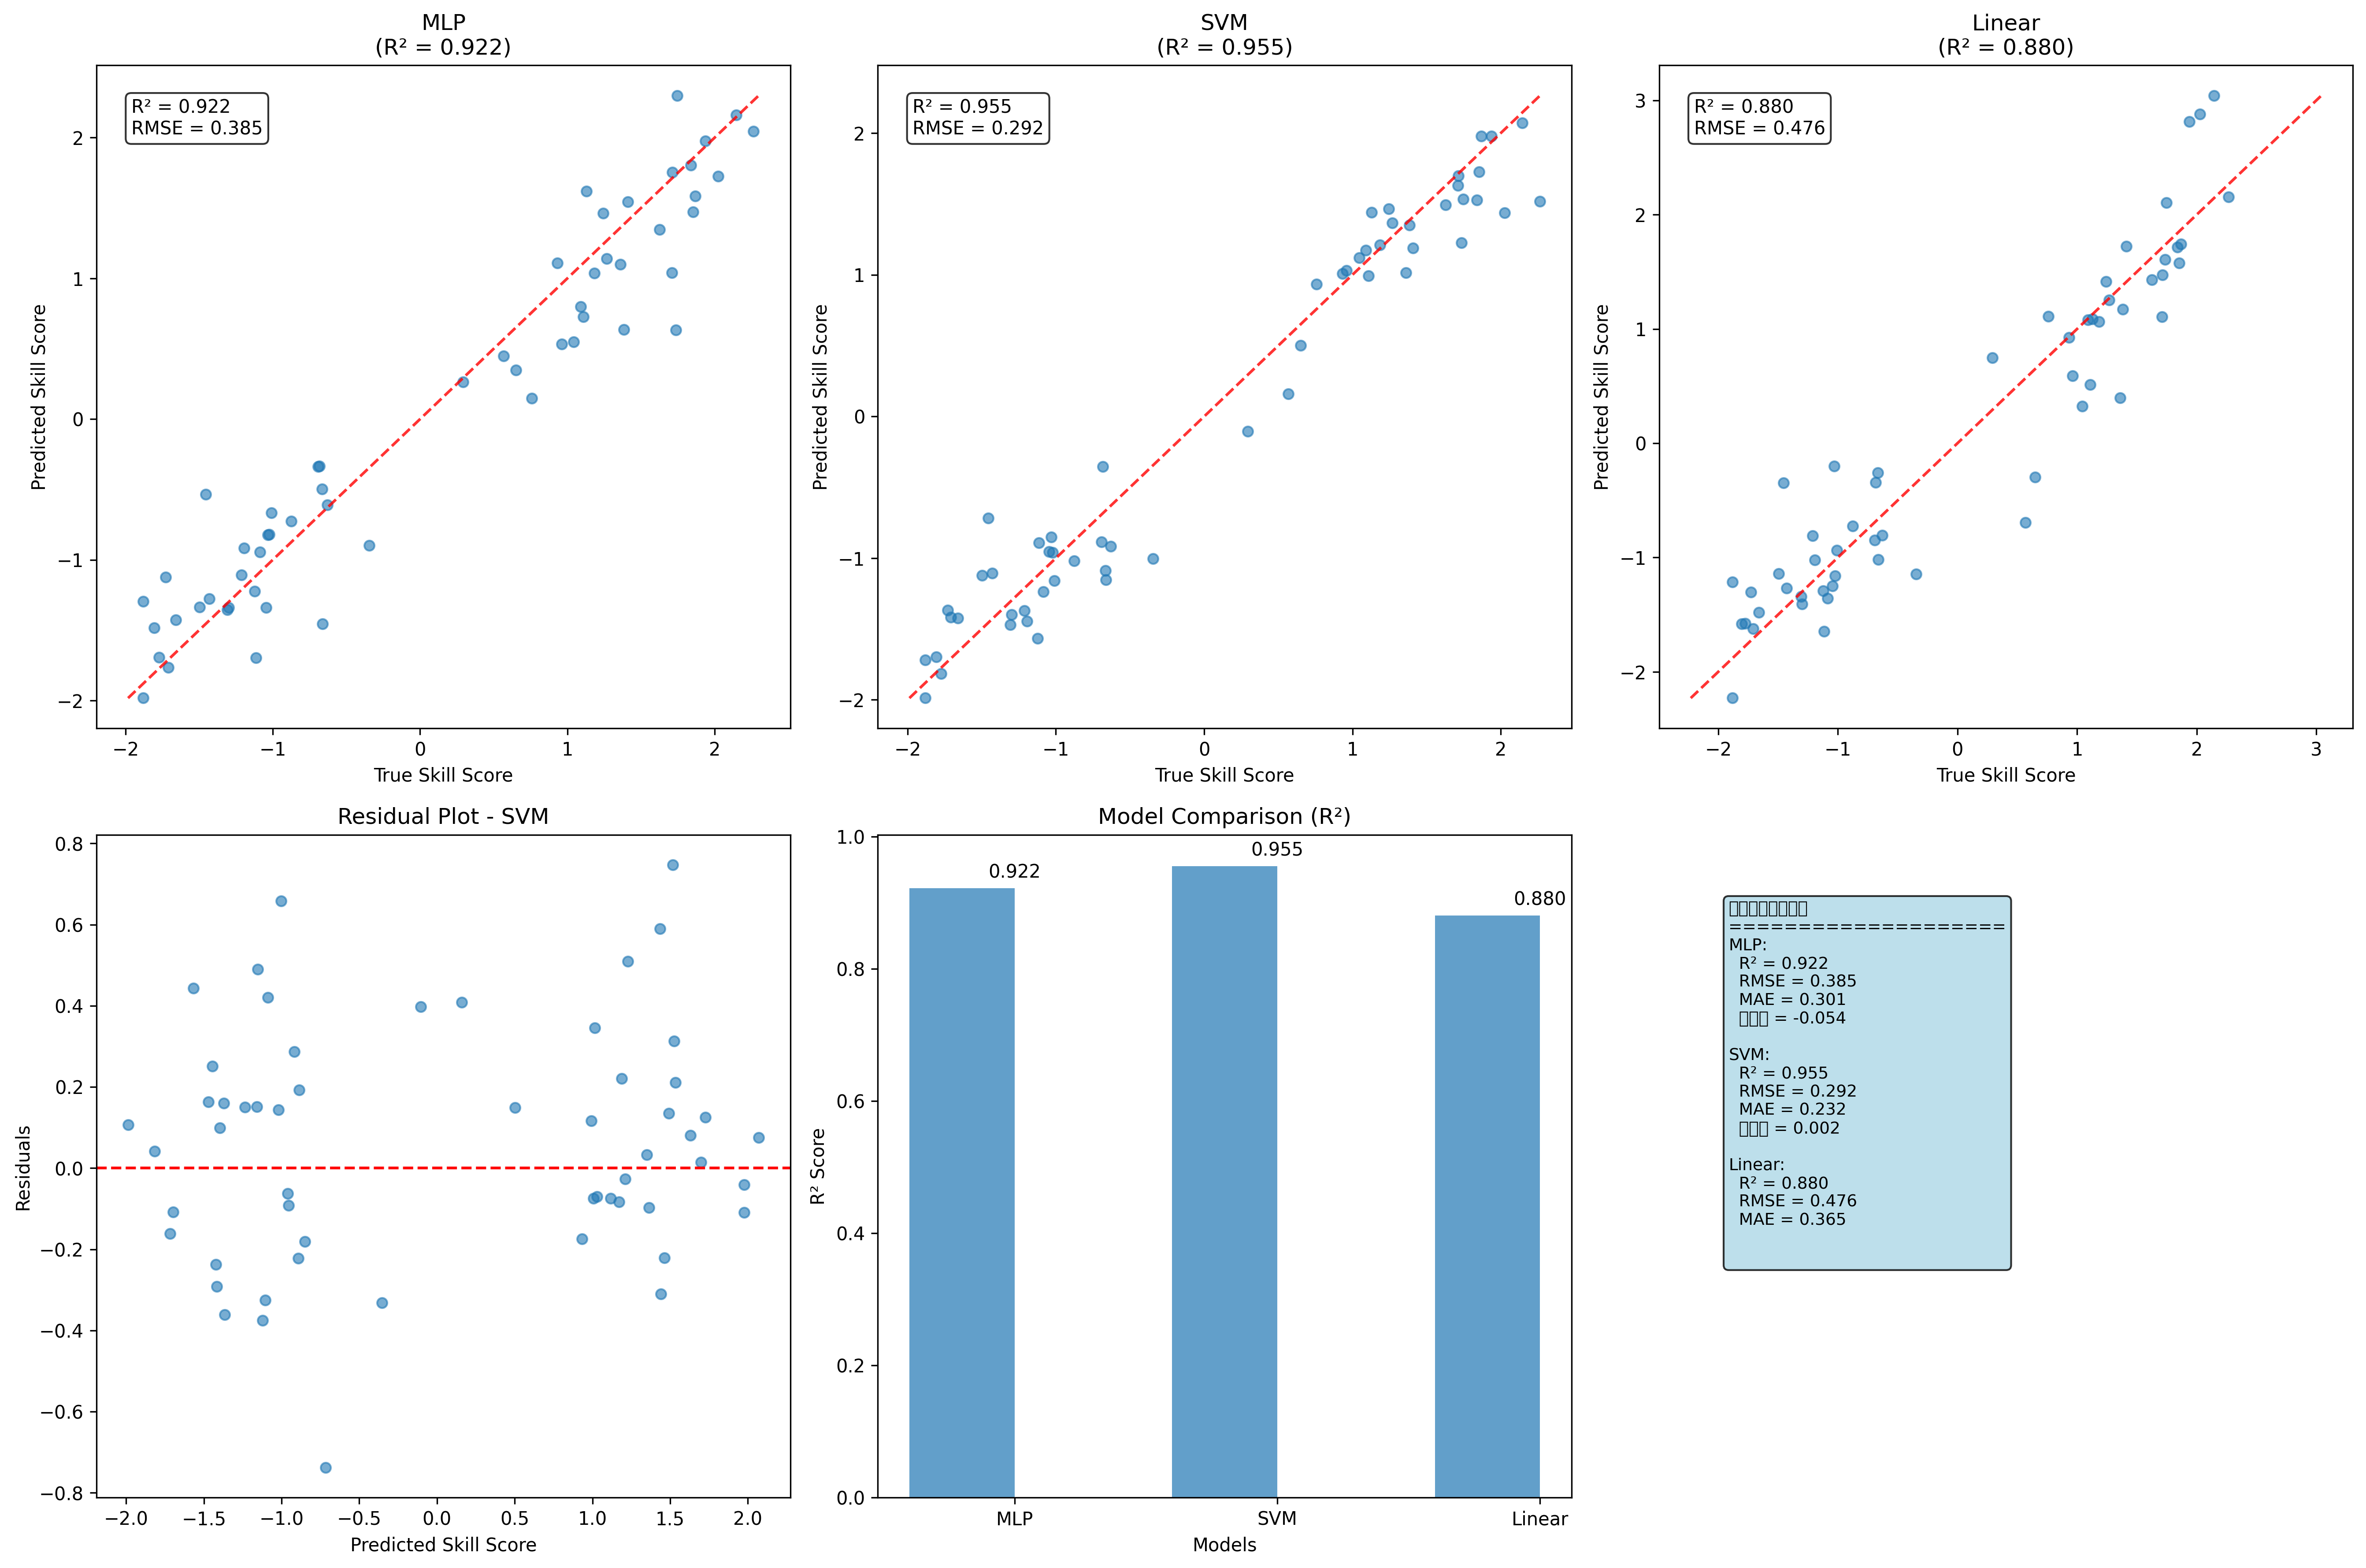 MLP
(R² = 0.922)
R² = 0.922
RMSE = 0.385
2
1
0
−1
−2
Predicted Skill Score
−2 −1 0 1 2
True Skill Score
SVM
(R² = 0.955)
R² = 0.955
RMSE = 0.292
2
1
0
−1
−2
Predicted Skill Score
−2 −1 0 1 2
True Skill Score
Linear
(R² = 0.880)
R² = 0.880
RMSE = 0.476
3
2
1
0
−1
−2
Predicted Skill Score
−2 −1 0 1 2 3
True Skill Score
Residual Plot - SVM
0.8
0.6
0.4
0.2
0.0
−0.2
−0.4
−0.6
−0.8
Residuals
−2.0 −1.5 −1.0 −0.5 0.0 0.5 1.0 1.5 2.0
Predicted Skill Score
Model Comparison (R²)
1.0
0.8
0.6
0.4
0.2
0.0
R² Score
0.922
0.955
0.880
MLP SVM Linear
Models
====================
MLP:
R² = 0.922
RMSE = 0.385
MAE = 0.301
= -0.054
SVM:
R² = 0.955
RMSE = 0.292
MAE = 0.232
= 0.002
Linear:
R² = 0.880
RMSE = 0.476
MAE = 0.365